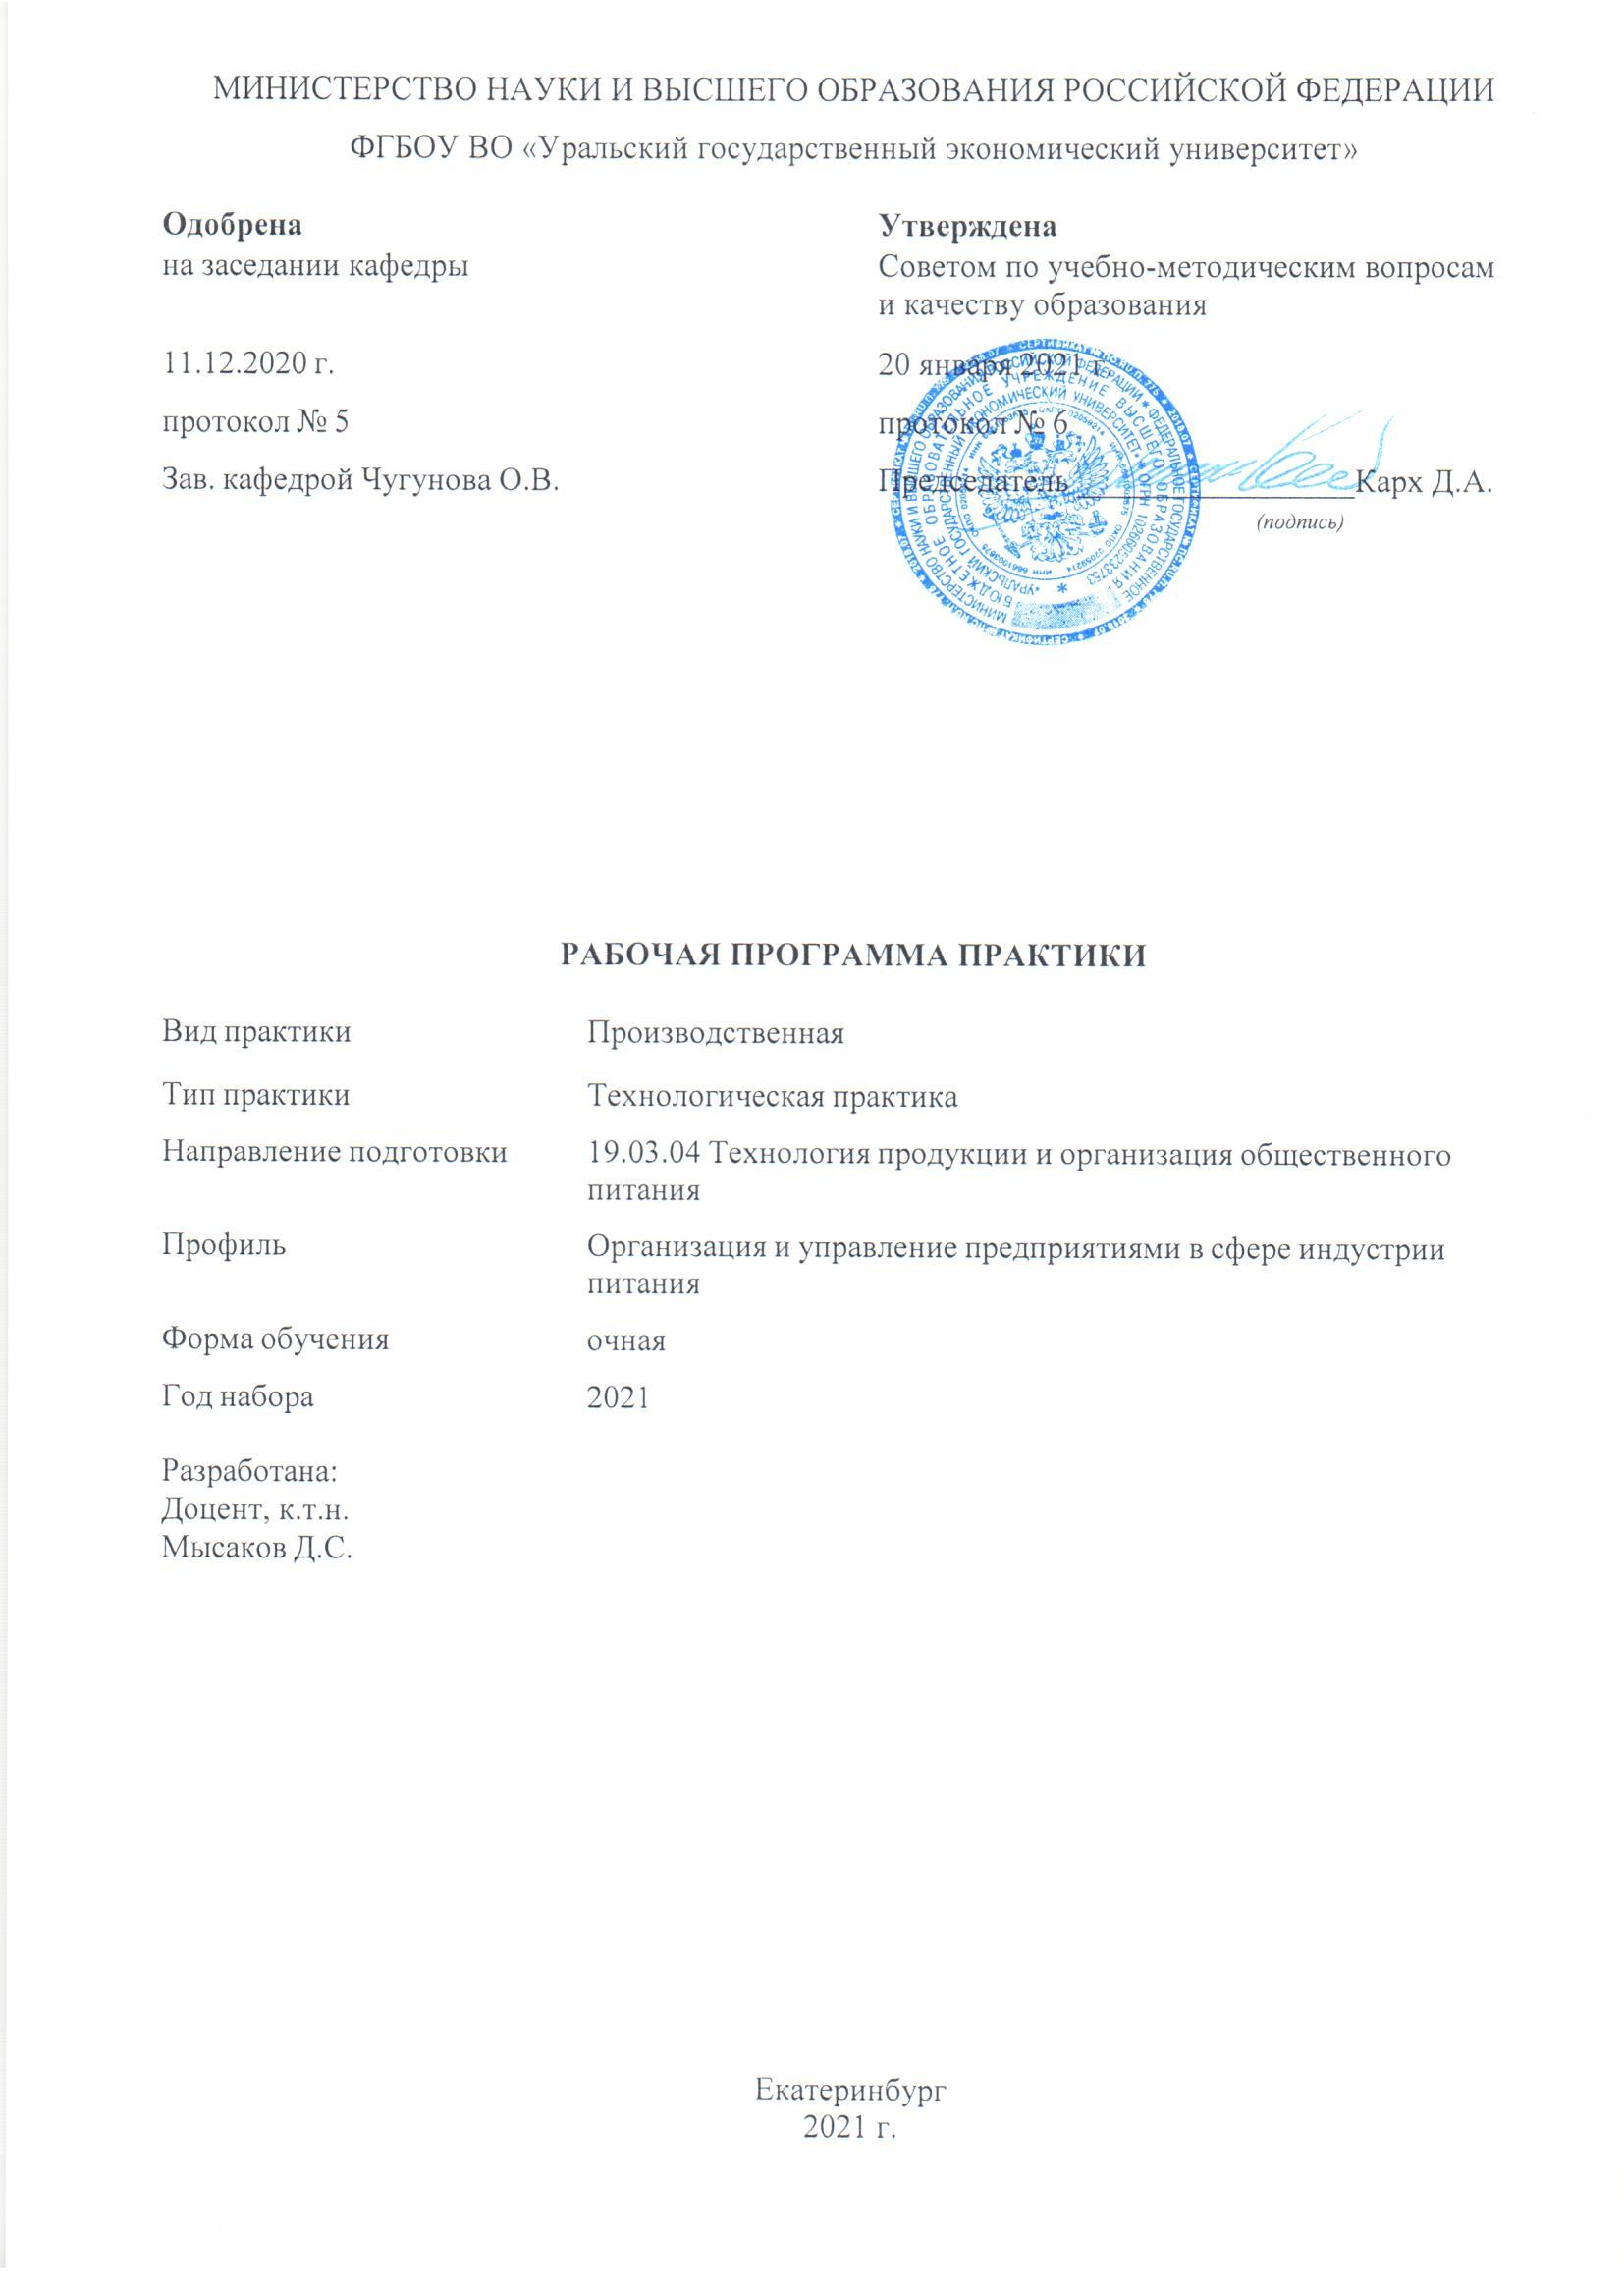 МИНИСТЕРСТВО НАУКИ И ВЫСШЕГО ОБРАЗОВАНИЯ РОССИЙСКОЙ ФЕДЕРАЦИИ
ФГБОУ ВО «Уральский государственный экономический университет»
Одобрена
на заседании кафедры
11.12.2020 г.
протокол № 5
Зав. кафедрой Чугунова О.В.
Утверждена
Советом по учебно-методическим вопросам
и качеству образования
20 января 2021 г.
протокол № 6
Председатель Карх Д.А.
(подпись)
РАБОЧАЯ ПРОГРАММА ПРАКТИКИ
Вид практики Производственная
Тип практики Технологическая практика
Направление подготовки 19.03.04 Технология продукции и организация общественного
питания
Профиль Организация и управление предприятиями в сфере индустрии
питания
Форма обучения очная
Год набора 2021
Разработана:
Доцент, к.т.н.
Мысаков Д.С.
Екатеринбург
2021 г.